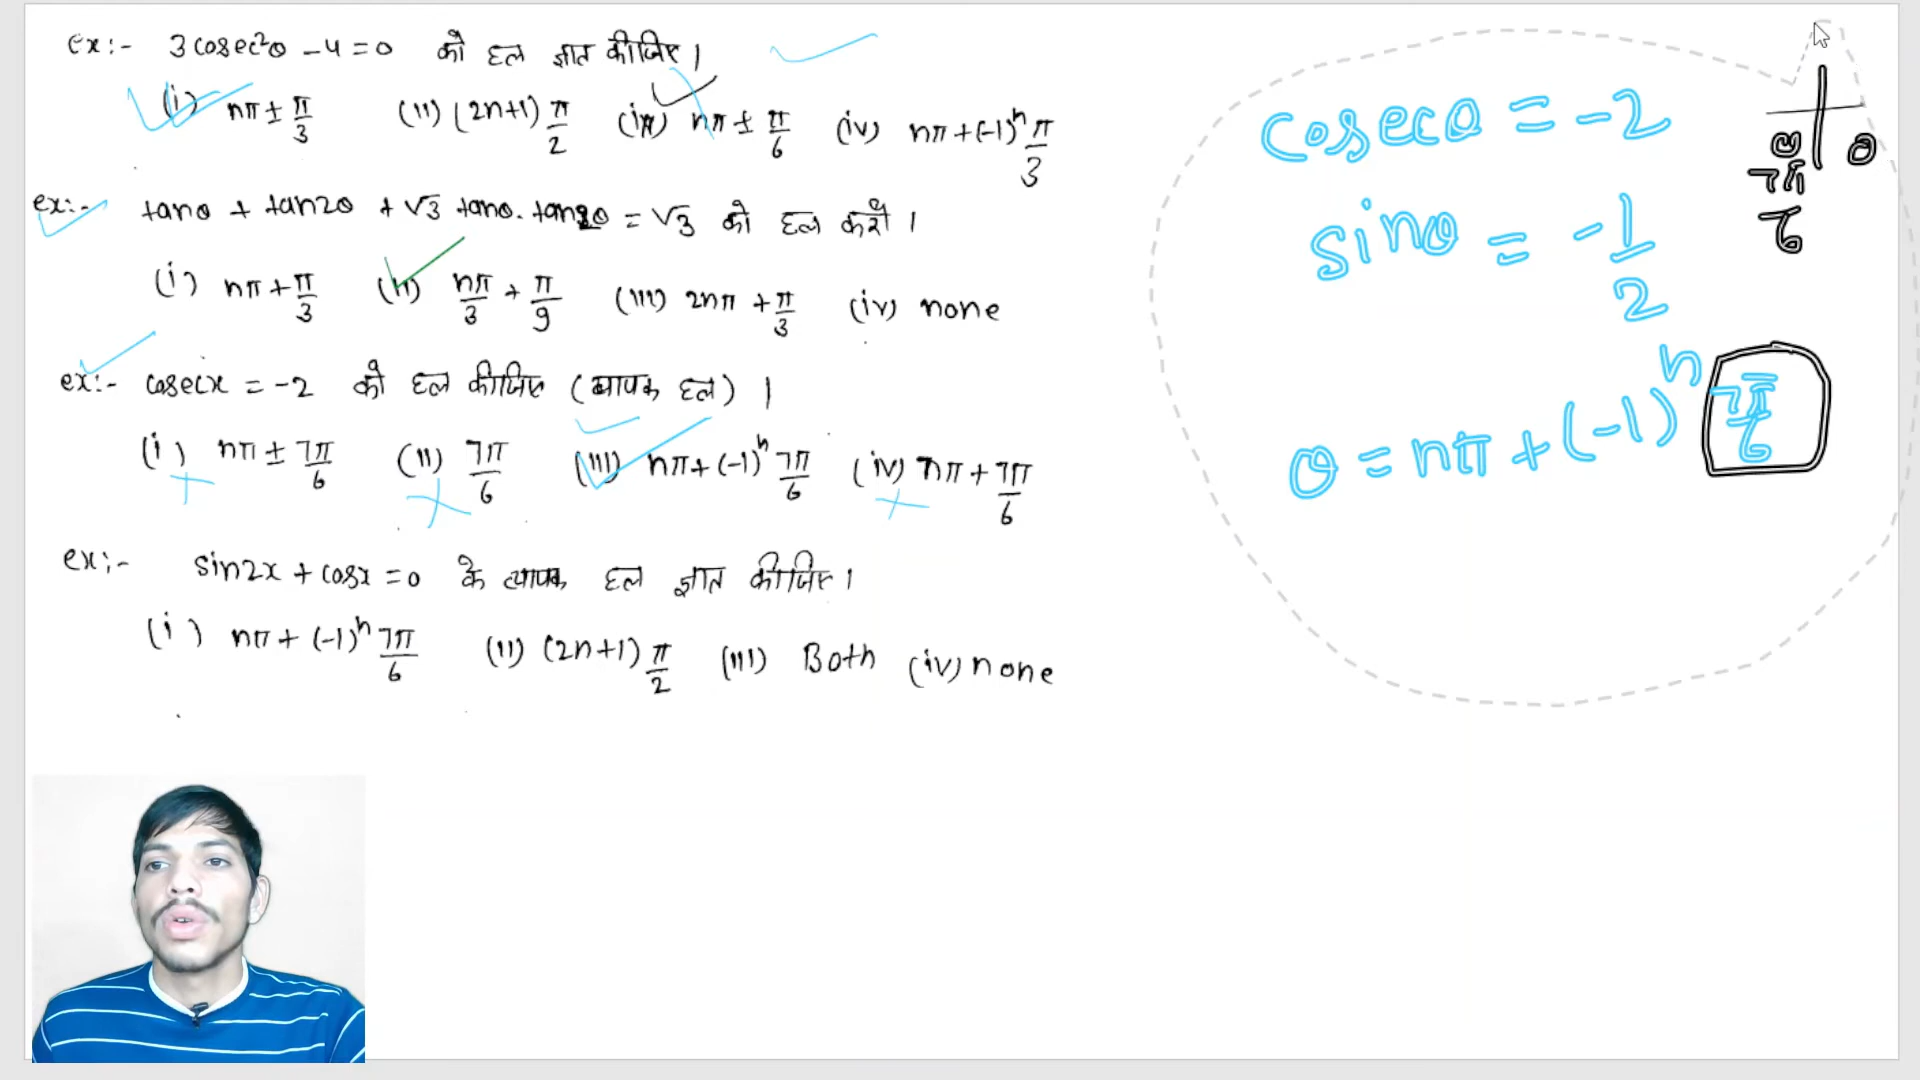 ex:- 3cosec²θ - 4 = 0 को हल ज्ञात कीजिए।
(i) nπ ± π/3 (ii) (2n+1) π/2 (iii) nπ ± π/6 (iv) nπ + (-1)ⁿ π/3
ex:- tanθ + tan2θ + √3 tanθ. tan2θ = √3 को हल करो।
(i) nπ + π/3 (ii) nπ/3 + π/9 (iii) 2nπ + π/3 (iv) none
ex:- cosecx = -2 को हल कीजिए (व्यापक हल)।
(i) nπ ± 7π/6 (ii) 7π/6 (iii) nπ + (-1)ⁿ 7π/6 (iv) nπ + 7π/6
ex:- sin2x + cosx = 0 के व्यापक हल ज्ञात कीजिए।
(i) nπ + (-1)ⁿ 7π/6 (ii) (2n+1) π/2 (iii) Both (iv) none
cosecθ = -2
sinθ = -1/2
θ = nπ + (-1)ⁿ 7π/6
7π/6